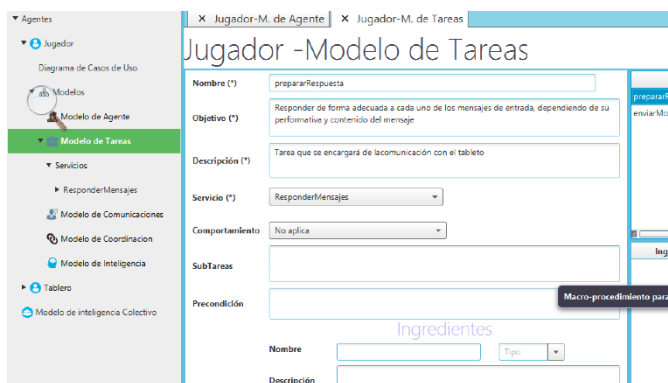 Agentes
Jugador
Diagrama de Casos de Uso
Modelos
Modelo de Agente
Modelo de Tareas
Servicios
ResponderMensajes
Modelo de Comunicaciones
Modelo de Coordinacion
Modelo de Inteligencia
Tablero
Modelo de inteligencia Colectivo
× Jugador-M. de Agente
× Jugador-M. de Tareas
Jugador -Modelo de Tareas
Nombre (*)
prepararRespuesta
Objetivo (*)
Responder de forma adecuada a cada uno de los mensajes de entrada, dependiendo de su
performative y contenido del mensaje
Descripción (*)
Tarea que se encargará de lacomunicación con el tableto
Servicio (*)
ResponderMensajes
Comportamiento
No aplica
SubTareas
Precondición
Ingredientes
Nombre
Tipo
Descripción
prepararR
enviarMo
Ing
Macro-procedimiento para